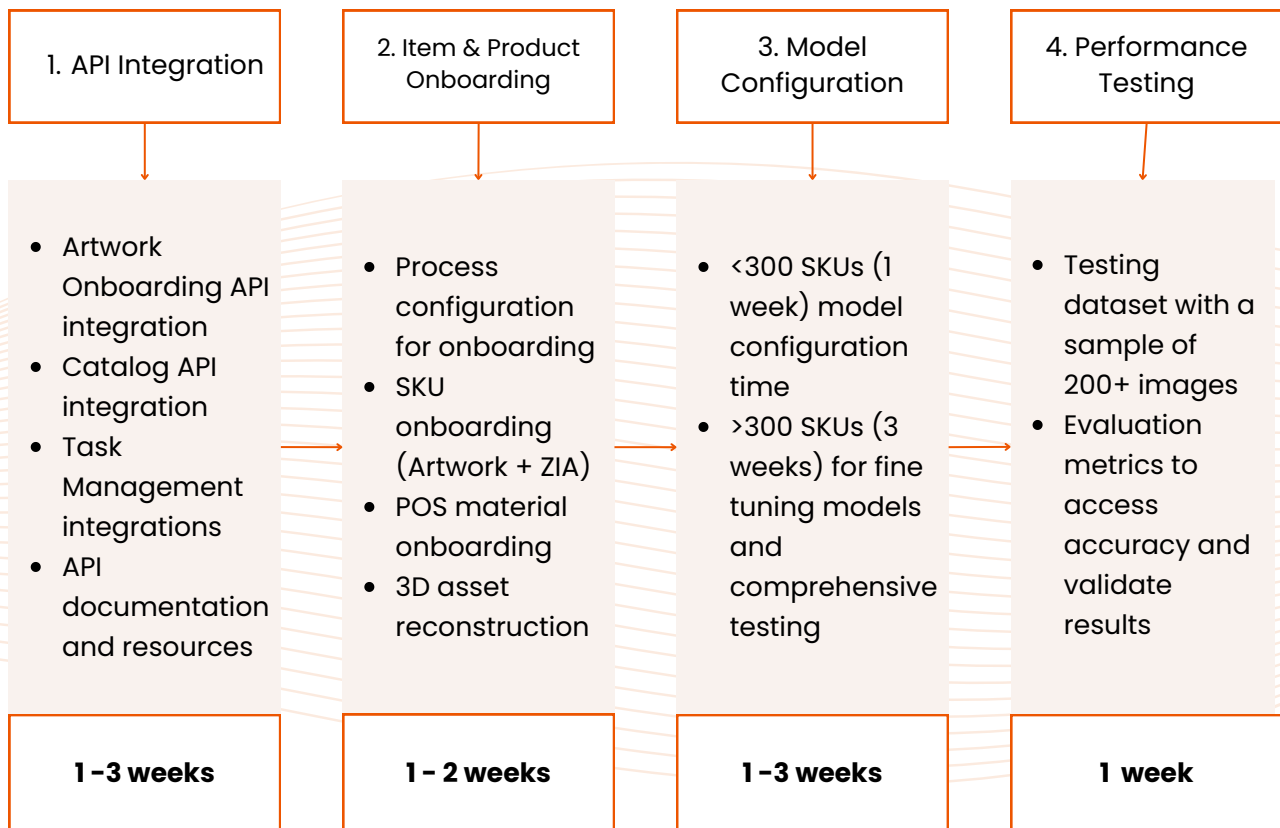 1. API Integration
2. Item & Product
Onboarding
3. Model
Configuration
4. Performance
Testing
• Artwork
Onboarding API
integration
• Catalog API
integration
• Task
Management
integrations
• API
documentation
and resources
• Process
configuration
for onboarding
• SKU
onboarding
(Artwork + ZIA)
• POS material
onboarding
• 3D asset
reconstruction
• <300 SKUs (1
week) model
configuration
time
• >300 SKUs (3
weeks) for fine
tuning models
and
comprehensive
testing
• Testing
dataset with a
sample of
200+ images
• Evaluation
metrics to
access
accuracy and
validate
results
1 -3 weeks
1 - 2 weeks
1 -3 weeks
1 week